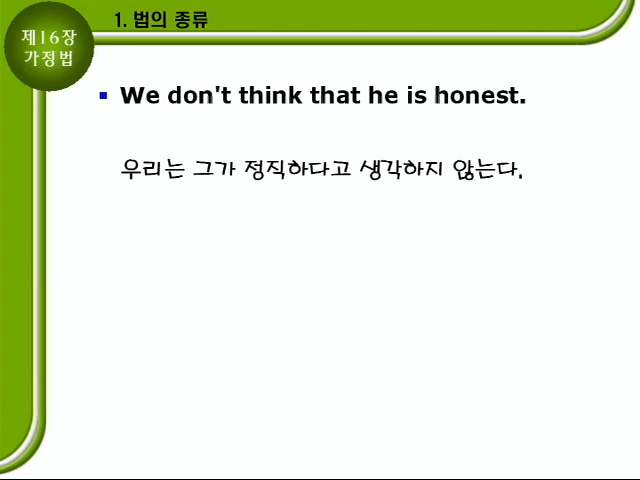 1. 법의 종류
제16장
가정법
We don't think that he is honest.
우리는 그가 정직하다고 생각하지 않는다.